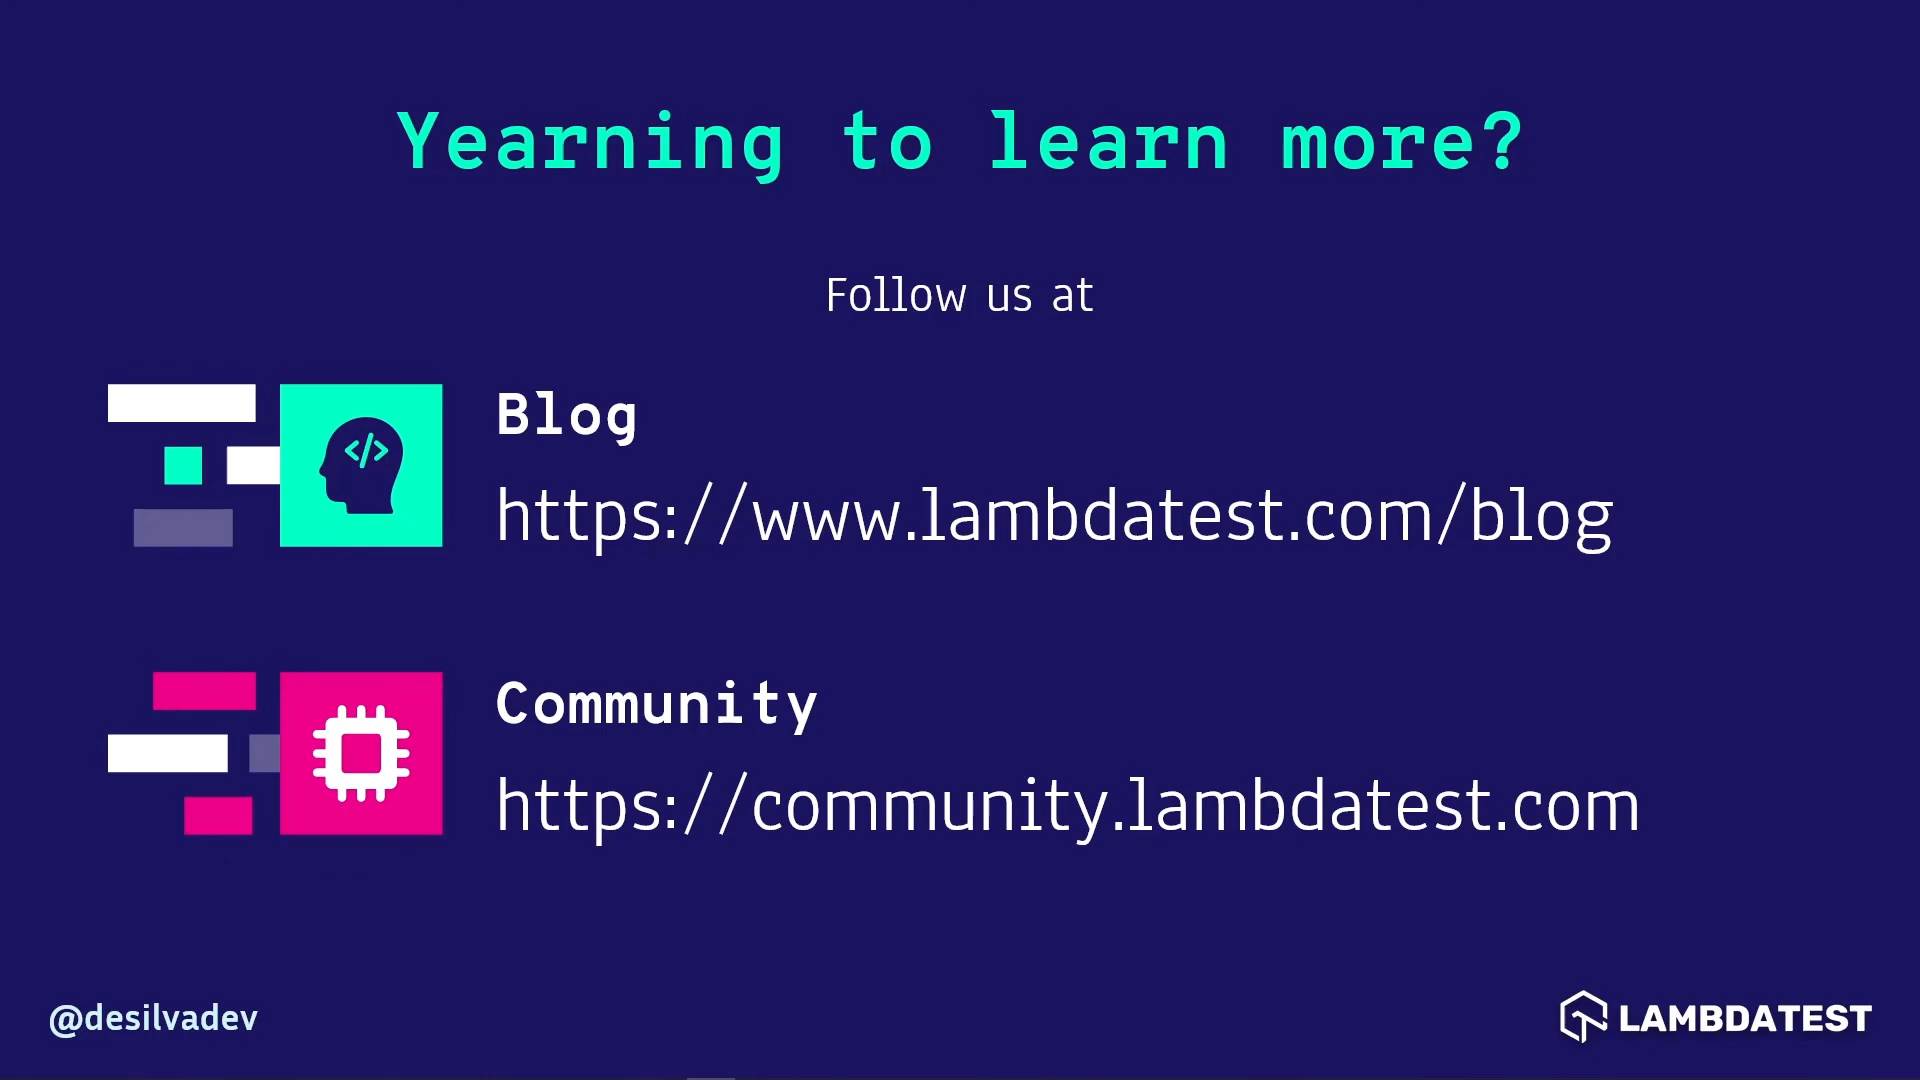 Yearning to learn more?
Follow us at
Blog
https://www.lambdatest.com/blog
Community
https://community.lambdatest.com
@desilvadev
LAMBDATEST